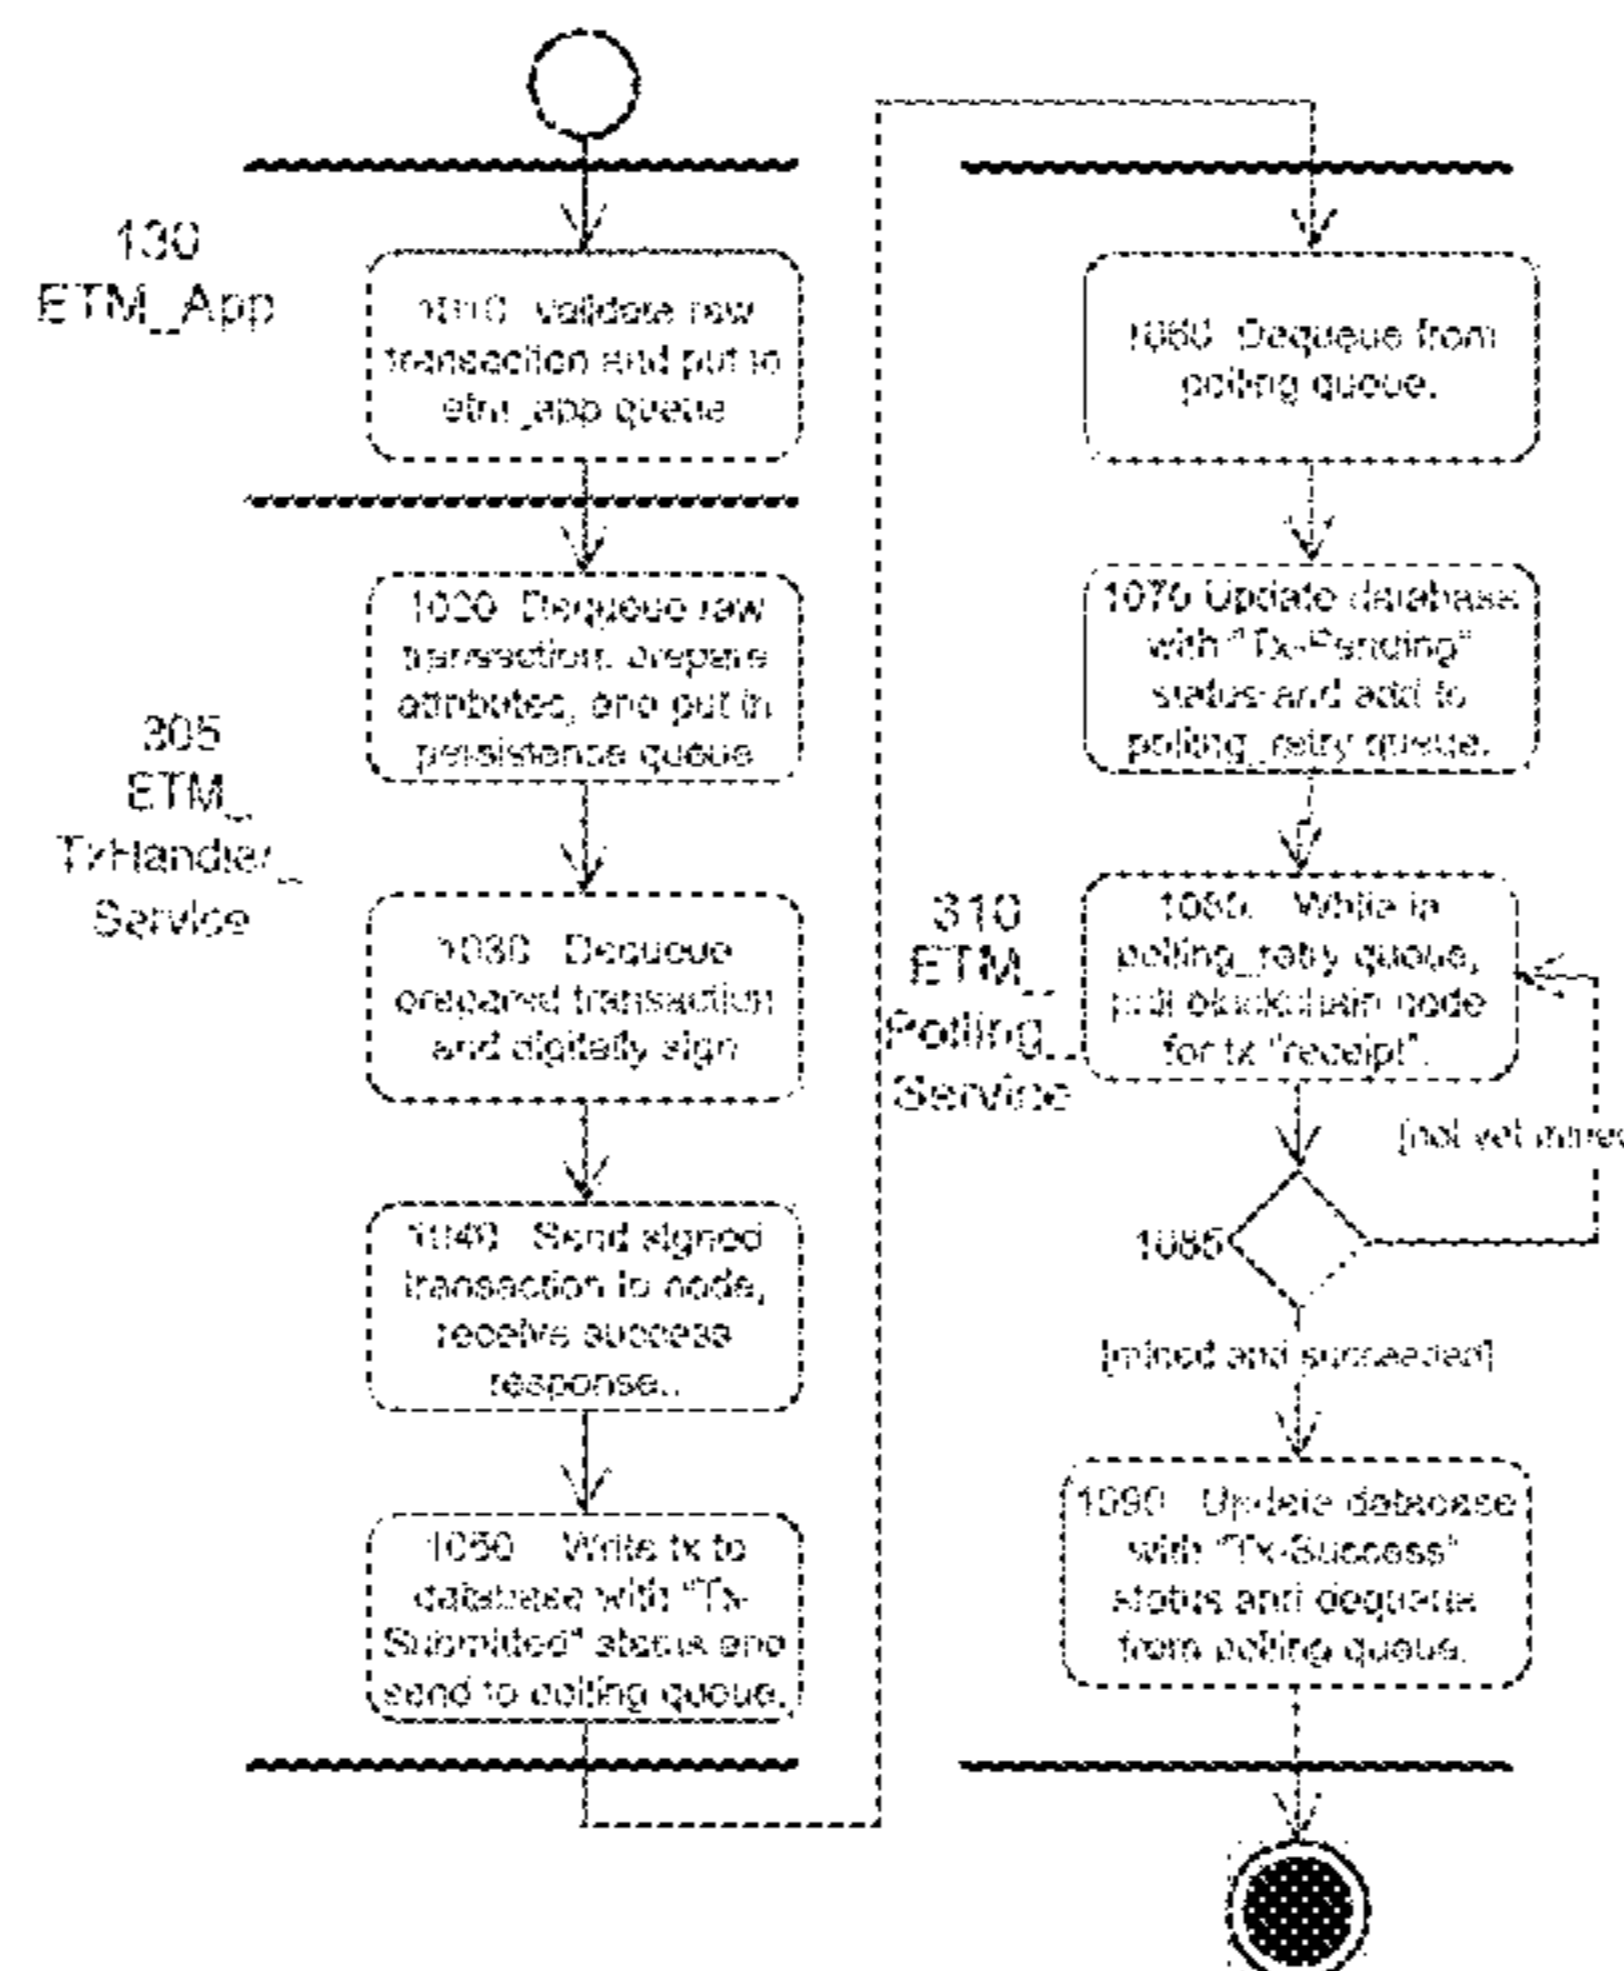 130
ETM_App
1010 Validate raw
transaction and put in
etm_app queue
305
ETM_
TxHandler_
Service
1020 Dequeue raw
transaction, prepare
attributes, and put in
persistence queue
1030 Dequeue
prepared transaction
and digitally sign
1040 Send signed
transaction to node,
receive success
response.
1050 Write tx to
database with "Tx-
Submitted" status and
send to polling queue.
1060 Dequeue from
polling queue.
1070 Update database
with "Tx-Pending"
status and add to
polling_retry queue.
310
ETM_
Polling_
Service
1080. While in
polling_retry queue,
poll blockchain node
for tx "receipt".
[not yet
1085
[mined and succeeded]
1090 Update database
with "Tx-Success"
status and dequeue
from polling queue.